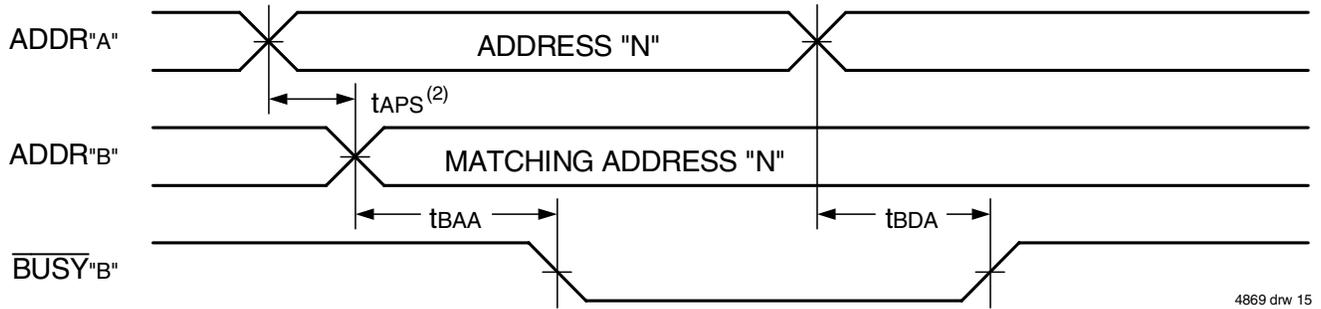 ADDR"A"
ADDRESS "N"
tAPS(2)
ADDR"B"
MATCHING ADDRESS "N"
tBAA
tBDA
BUSY"B"
4869 drw 15